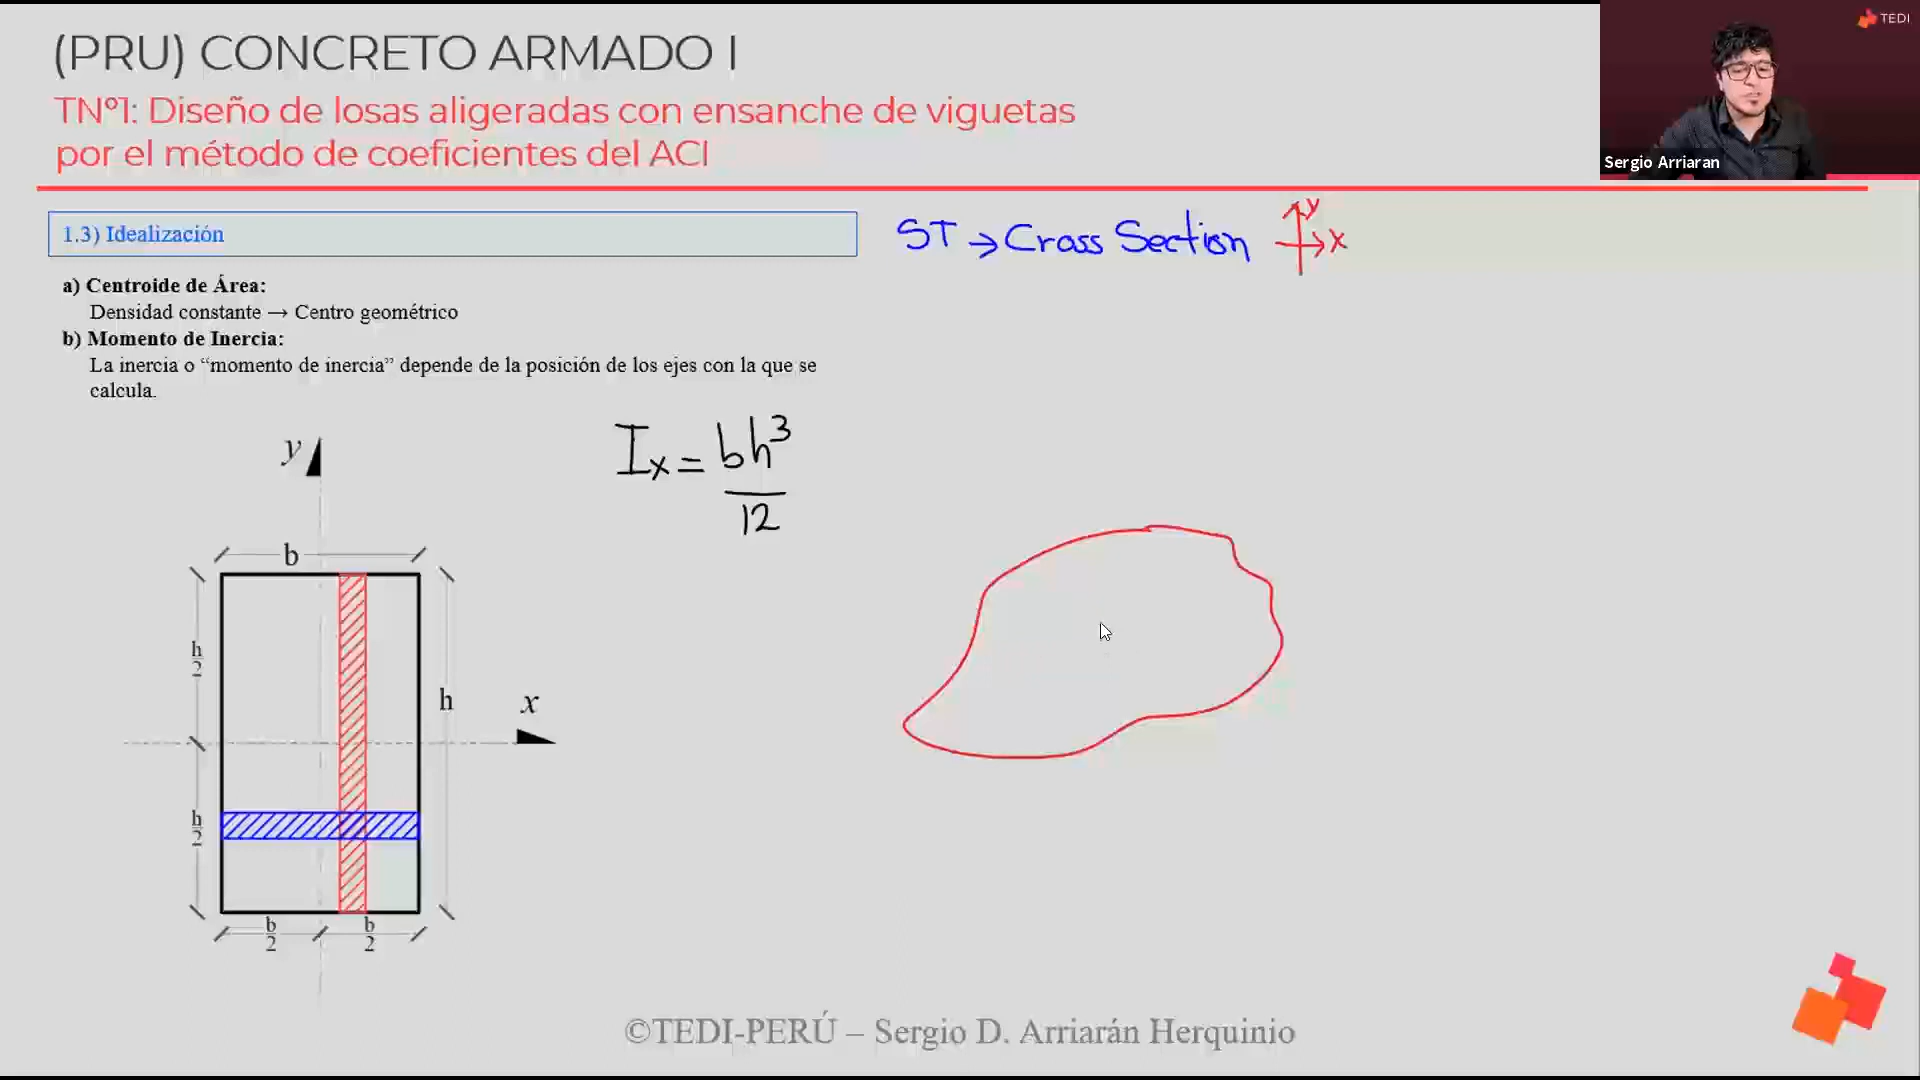 (PRU) CONCRETO ARMADO I
TEDI
TN°1: Diseño de losas aligeradas con ensanche de viguetas
por el método de coeficientes del ACI
Sergio Arriaran
1.3) Idealización
ST → Cross Section
y
x
a) Centroide de Área:
Densidad constante → Centro geométrico
b) Momento de Inercia:
La inercia o “momento de inercia” depende de la posición de los ejes con la que se
calcula.
Ix = bh³
12
y
b
h
2
h
x
h
2
b
2
b
2
©TEDI-PERÚ – Sergio D. Arriarán Herquinio